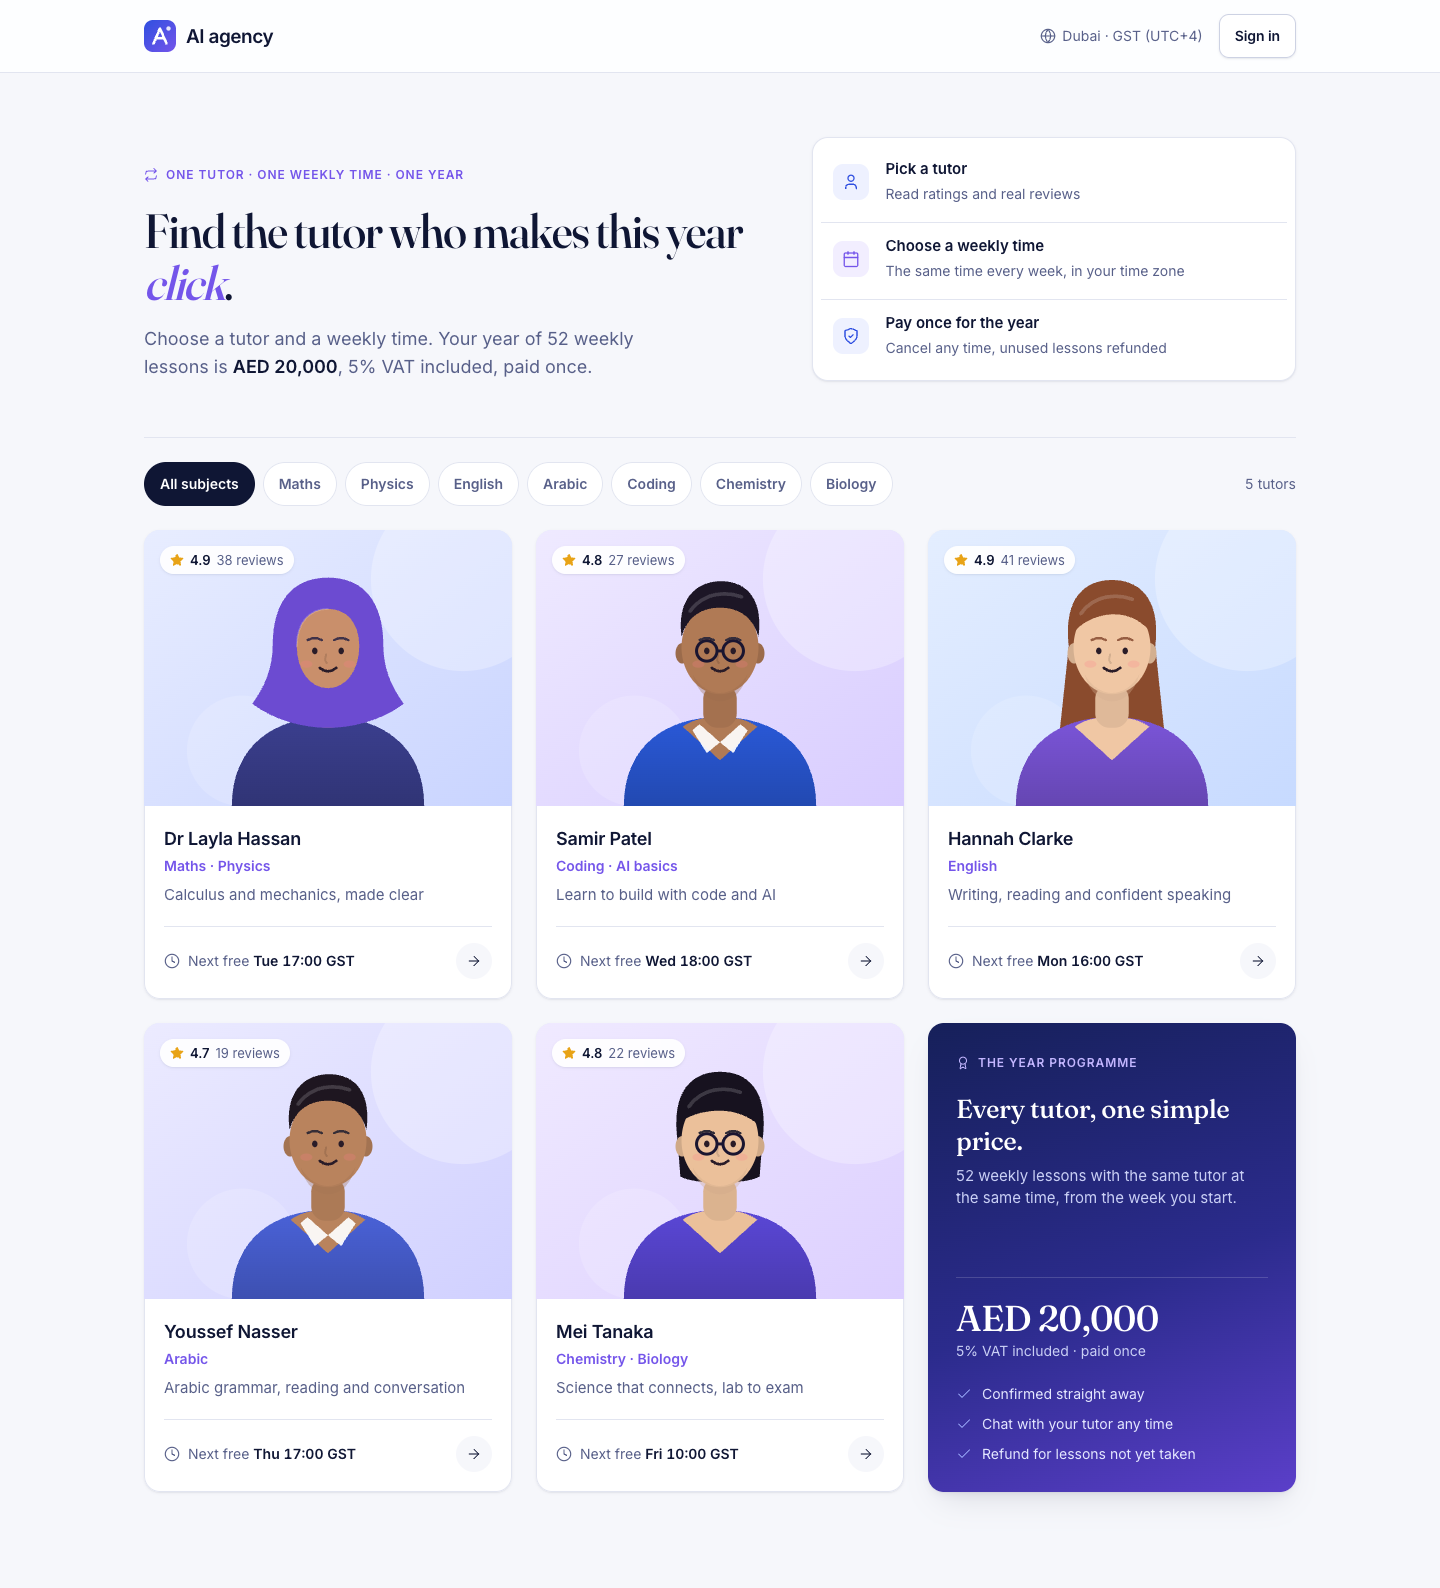 AI agency
Dubai · GST (UTC+4)
Sign in
ONE TUTOR · ONE WEEKLY TIME · ONE YEAR
Find the tutor who makes this year
click.
Choose a tutor and a weekly time. Your year of 52 weekly
lessons is AED 20,000, 5% VAT included, paid once.
Pick a tutor
Read ratings and real reviews
Choose a weekly time
The same time every week, in your time zone
Pay once for the year
Cancel any time, unused lessons refunded
All subjects
Maths
Physics
English
Arabic
Coding
Chemistry
Biology
5 tutors
4.9 38 reviews
Dr Layla Hassan
Maths · Physics
Calculus and mechanics, made clear
Next free Tue 17:00 GST
4.8 27 reviews
Samir Patel
Coding · AI basics
Learn to build with code and AI
Next free Wed 18:00 GST
4.9 41 reviews
Hannah Clarke
English
Writing, reading and confident speaking
Next free Mon 16:00 GST
4.7 19 reviews
Youssef Nasser
Arabic
Arabic grammar, reading and conversation
Next free Thu 17:00 GST
4.8 22 reviews
Mei Tanaka
Chemistry · Biology
Science that connects, lab to exam
Next free Fri 10:00 GST
THE YEAR PROGRAMME
Every tutor, one simple
price.
52 weekly lessons with the same tutor at
the same time, from the week you start.
AED 20,000
5% VAT included · paid once
Confirmed straight away
Chat with your tutor any time
Refund for lessons not yet taken